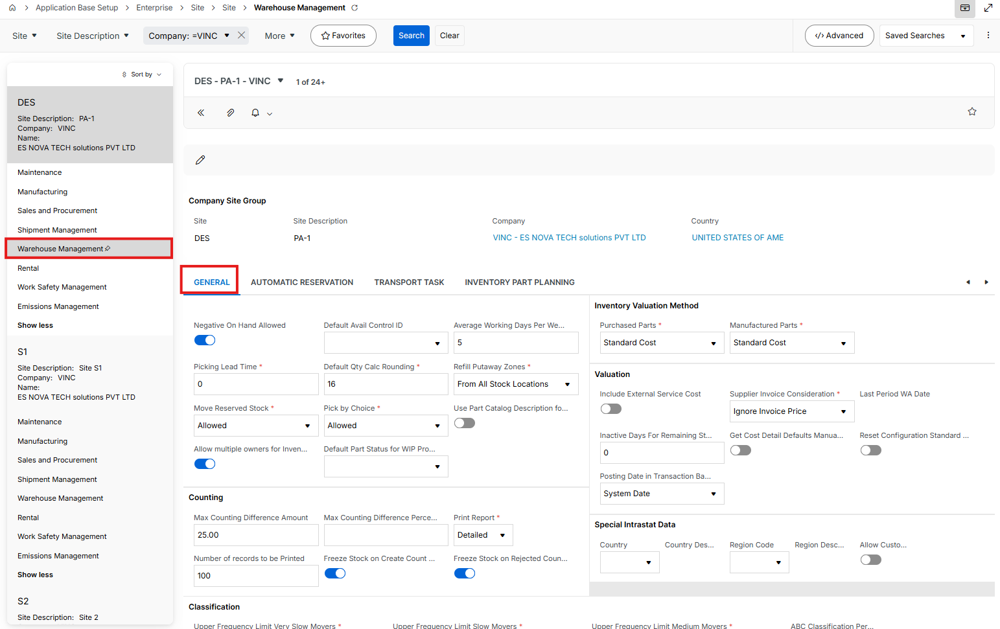 Application Base Setup > Enterprise > Site > Site > Warehouse Management
Site Site Description Company: =VINC More Favorites Search Clear </> Advanced Saved Searches
Sort by
DES
Site Description: PA-1
Company: VINC
Name:
ES NOVA TECH solutions PVT LTD
Maintenance
Manufacturing
Sales and Procurement
Shipment Management
Warehouse Management
Rental
Work Safety Management
Emissions Management
Show less
S1
Site Description: Site S1
Company: VINC
Name:
ES NOVA TECH solutions PVT LTD
Maintenance
Manufacturing
Sales and Procurement
Shipment Management
Warehouse Management
Rental
Work Safety Management
Emissions Management
Show less
S2
Site Description: Site 2
DES - PA-1 - VINC 1 of 24+
Company Site Group
Site Site Description Company Country
DES PA-1 VINC - ES NOVA TECH solutions PVT LTD UNITED STATES OF AME
GENERAL AUTOMATIC RESERVATION TRANSPORT TASK INVENTORY PART PLANNING
Negative On Hand Allowed Default Avail Control ID Average Working Days Per We...
5
Picking Lead Time * Default Qty Calc Rounding * Refill Putaway Zones *
0 16 From All Stock Locations
Move Reserved Stock * Pick by Choice * Use Part Catalog Description fo...
Allowed Allowed
Allow multiple owners for Inven... Default Part Status for WIP Pro...
Counting
Max Counting Difference Amount Max Counting Difference Perce... Print Report *
25.00 Detailed
Number of records to be Printed Freeze Stock on Create Count ... Freeze Stock on Rejected Coun...
100
Inventory Valuation Method
Purchased Parts * Manufactured Parts *
Standard Cost Standard Cost
Valuation
Include External Service Cost Supplier Invoice Consideration * Last Period WA Date
Ignore Invoice Price
Inactive Days For Remaining St... Get Cost Detail Defaults Manua... Reset Configuration Standard ...
0
Posting Date in Transaction Ba...
System Date
Special Intrastat Data
Country Country Des... Region Code Region Desc... Allow Custo...
Classification
Upper Frequency Limit Very Slow Movers * Upper Frequency Limit Slow Movers * Upper Frequency Limit Medium Movers * ABC Classification Per...